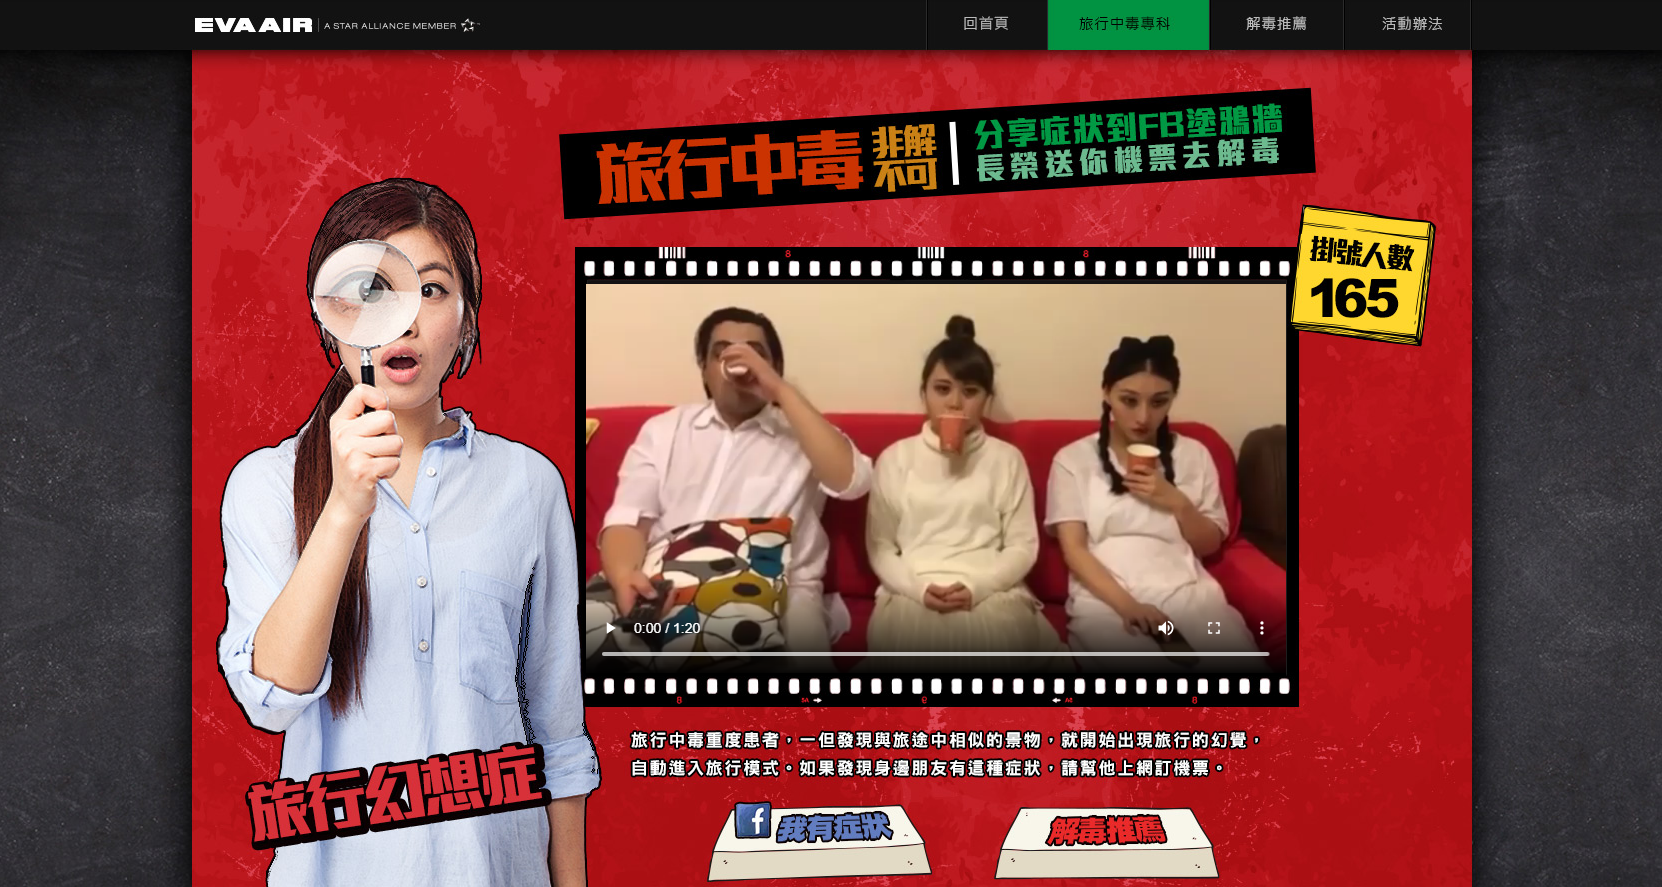 EVA AIR A STAR ALLIANCE MEMBER
回首頁
旅行中毒專科
解毒推薦
活動辦法
旅行中毒 非解不可
分享症狀到FB塗鴉牆
長榮送你機票去解毒
掛號人數
165
0:00 / 1:20
旅行中毒重度患者，一但發現與旅途中相似的景物，就開始出現旅行的幻覺，
自動進入旅行模式。如果發現身邊朋友有這種症狀，請幫他上網訂機票。
旅行幻想症
我有症狀
解毒推薦